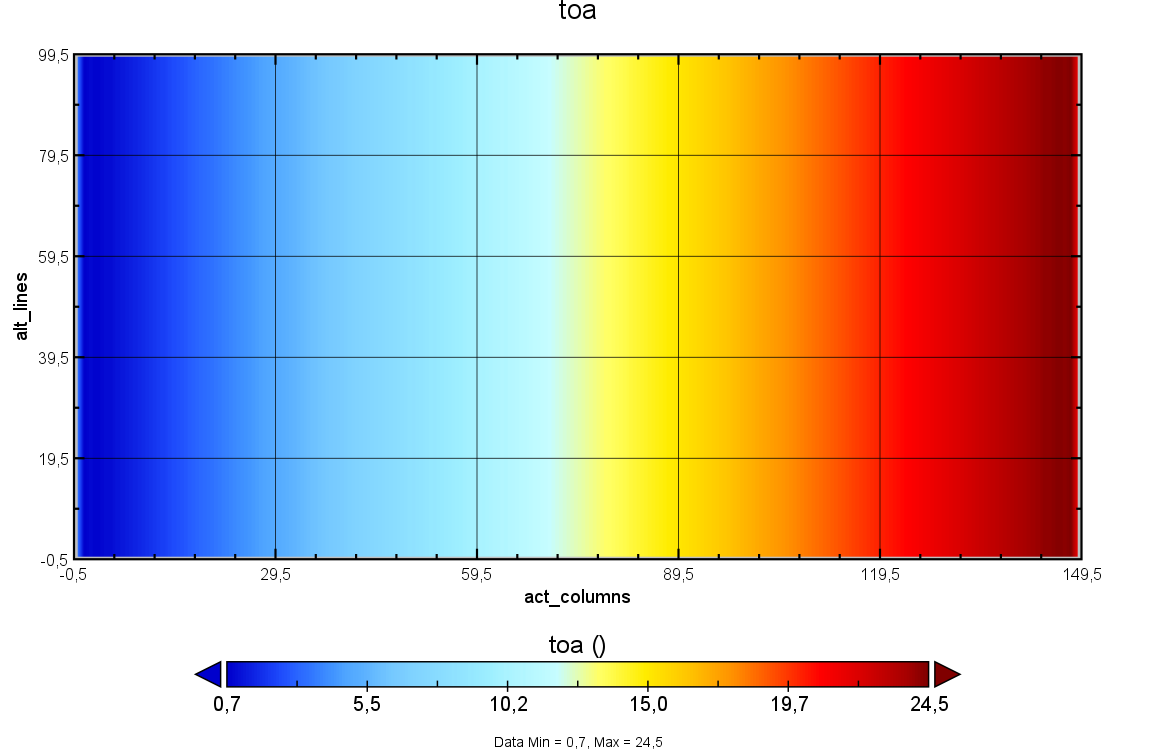 toa
99,5
79,5
59,5
39,5
19,5
-0,5
alt_lines
-0,5 29,5 59,5 89,5 119,5 149,5
act_columns
toa ()
0,7 5,5 10,2 15,0 19,7 24,5
Data Min = 0,7, Max = 24,5